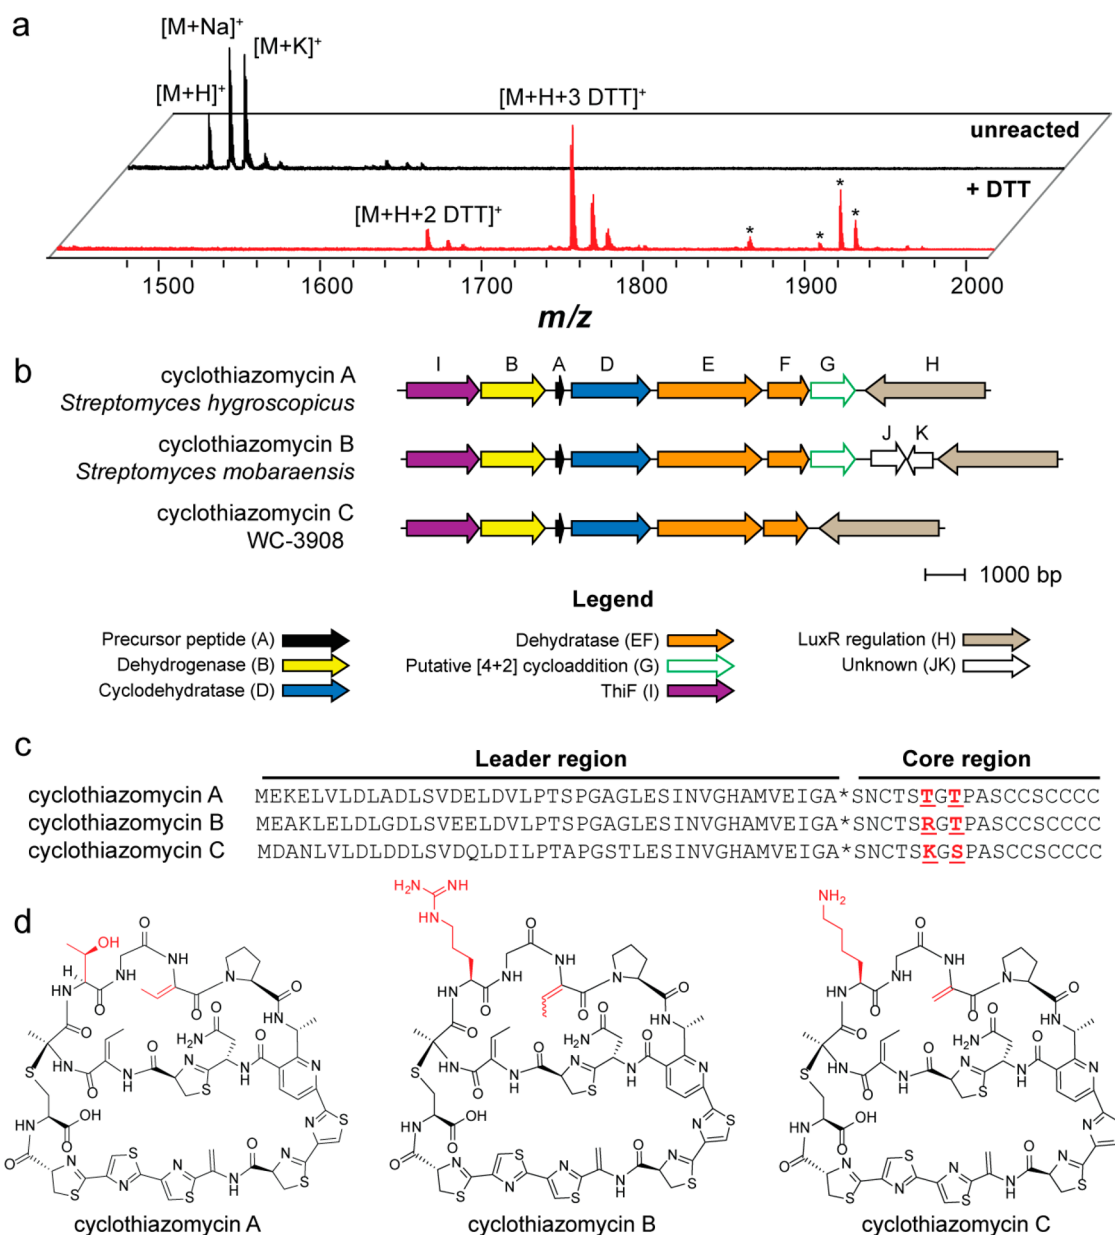 a
[M+Na]⁺
[M+K]⁺
[M+H]⁺
[M+H+3 DTT]⁺
unreacted
+ DTT
[M+H+2 DTT]⁺
* * * *
1500 1600 1700 1800 1900 2000
m/z
b
I B A D E F G H
cyclothiazomycin A
Streptomyces hygroscopicus
J K
cyclothiazomycin B
Streptomyces mobaraensis
cyclothiazomycin C
WC-3908
1000 bp
Legend
Precursor peptide (A) Dehydratase (EF) LuxR regulation (H)
Dehydrogenase (B) Putative [4+2] cycloaddition (G) Unknown (JK)
Cyclodehydratase (D) ThiF (I)
c
Leader region Core region
cyclothiazomycin A MEKELVLDLADLSVDELDVLPTSPGAGLESINVGHAMVEIGA*SNCTSTGTPASCCSCCCC
cyclothiazomycin B MEAKLELDLGDLSVEELDVLPTSPGAGLESINVGHAMVEIGA*SNCTSRGTPASCCSCCCC
cyclothiazomycin C MDANLVLDLDDLSVDQLDILPTAPGSTLESINVGHAMVEIGA*SNCTSKGSPASCCSCCCC
d
cyclothiazomycin A cyclothiazomycin B cyclothiazomycin C